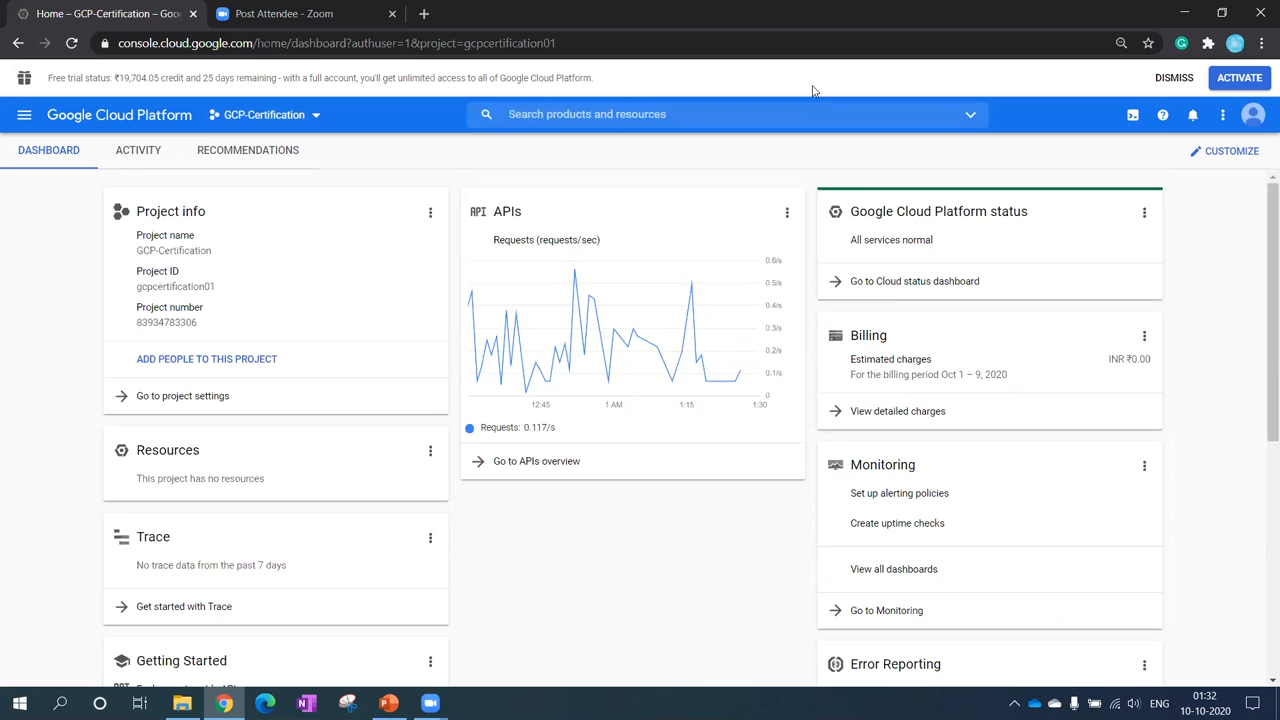 Home – GCP-Certification – Goo
Post Attendee - Zoom
console.cloud.google.com/home/dashboard?authuser=1&project=gcpcertification01
Free trial status: ₹19,704.05 credit and 25 days remaining - with a full account, you'll get unlimited access to all of Google Cloud Platform.
DISMISS
ACTIVATE
Google Cloud Platform
GCP-Certification
Search products and resources
DASHBOARD
ACTIVITY
RECOMMENDATIONS
CUSTOMIZE
Project info
Project name
GCP-Certification
Project ID
gcpcertification01
Project number
83934783306
ADD PEOPLE TO THIS PROJECT
Go to project settings
Resources
This project has no resources
Trace
No trace data from the past 7 days
Get started with Trace
Getting Started
API APIs
Requests (requests/sec)
0.6/s
0.5/s
0.4/s
0.3/s
0.2/s
0.1/s
0
12:45
1 AM
1:15
1:30
Requests: 0.117/s
Go to APIs overview
Google Cloud Platform status
All services normal
Go to Cloud status dashboard
Billing
Estimated charges
INR ₹0.00
For the billing period Oct 1 – 9, 2020
View detailed charges
Monitoring
Set up alerting policies
Create uptime checks
View all dashboards
Go to Monitoring
Error Reporting
ENG
01:32
10-10-2020